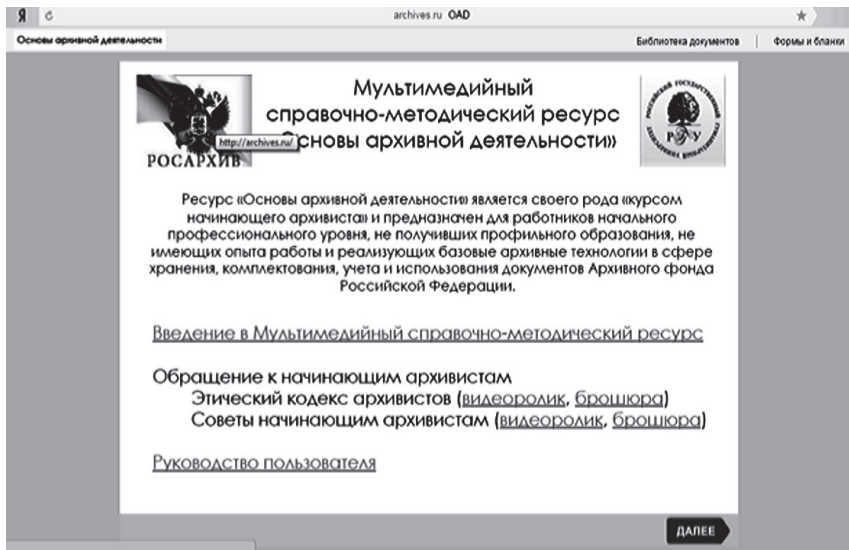 Я
archives.ru OAD
Основы архивной деятельности
Библиотека документов | Формы и бланки
РОСАРХИВ
http://archives.ru/
Мультимедийный
справочно-методический ресурс
сновы архивной деятельности»
РГГУ
Ресурс «Основы архивной деятельности» является своего рода «курсом
начинающего архивиста» и предназначен для работников начального
профессионального уровня, не получивших профильного образования, не
имеющих опыта работы и реализующих базовые архивные технологии в сфере
хранения, комплектования, учета и использования документов Архивного фонда
Российской Федерации.
Введение в Мультимедийный справочно-методический ресурс
Обращение к начинающим архивистам
Этический кодекс архивистов (видеоролик, брошюра)
Советы начинающим архивистам (видеоролик, брошюра)
Руководство пользователя
ДАЛЕЕ